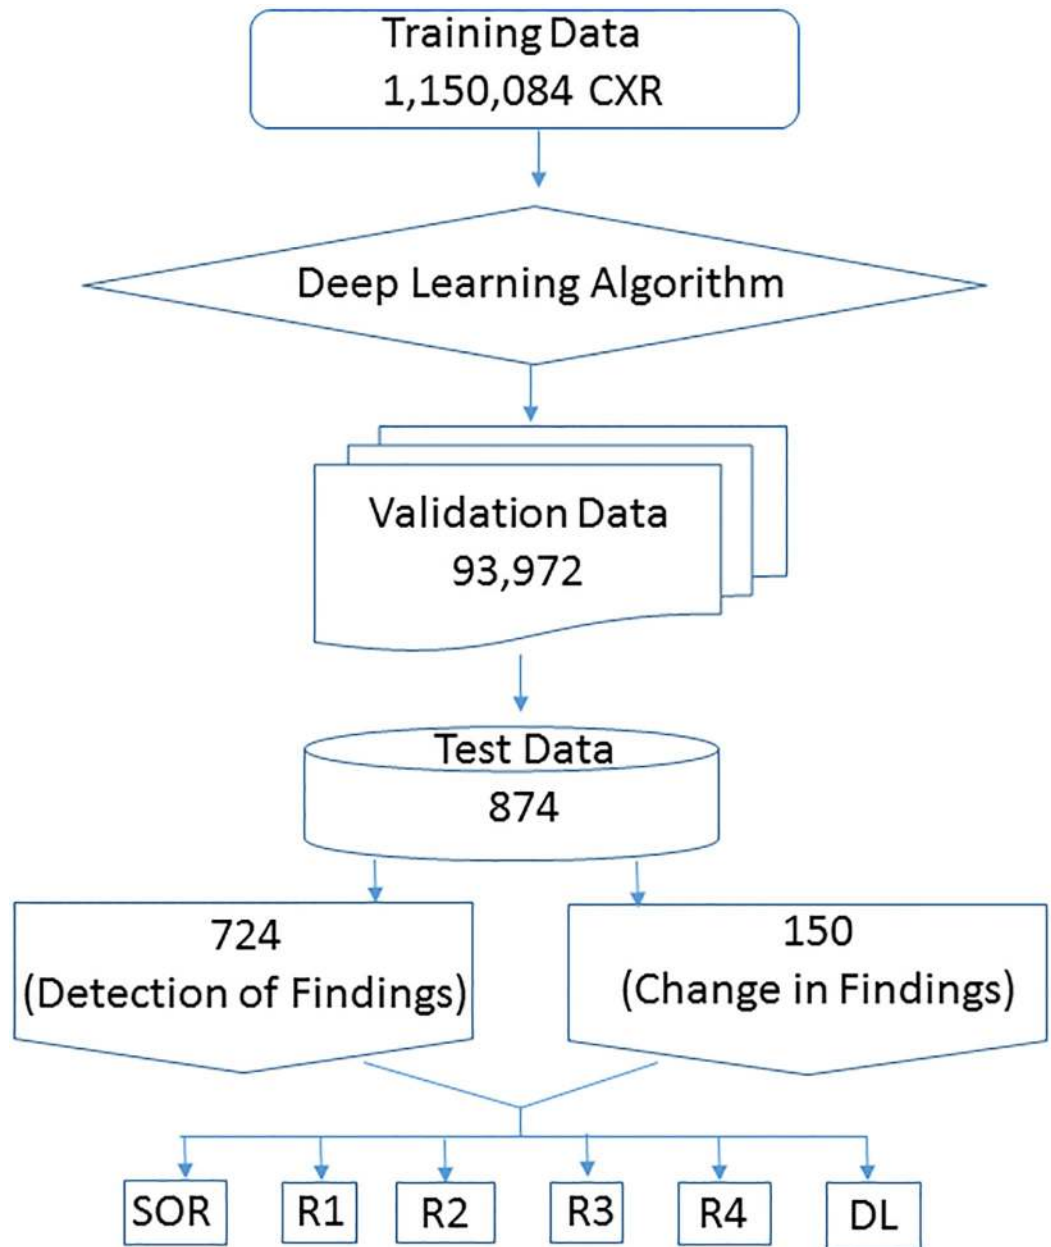 Training Data
1,150,084 CXR
Deep Learning Algorithm
Validation Data
93,972
Test Data
874
724
(Detection of Findings)
150
(Change in Findings)
SOR
R1
R2
R3
R4
DL